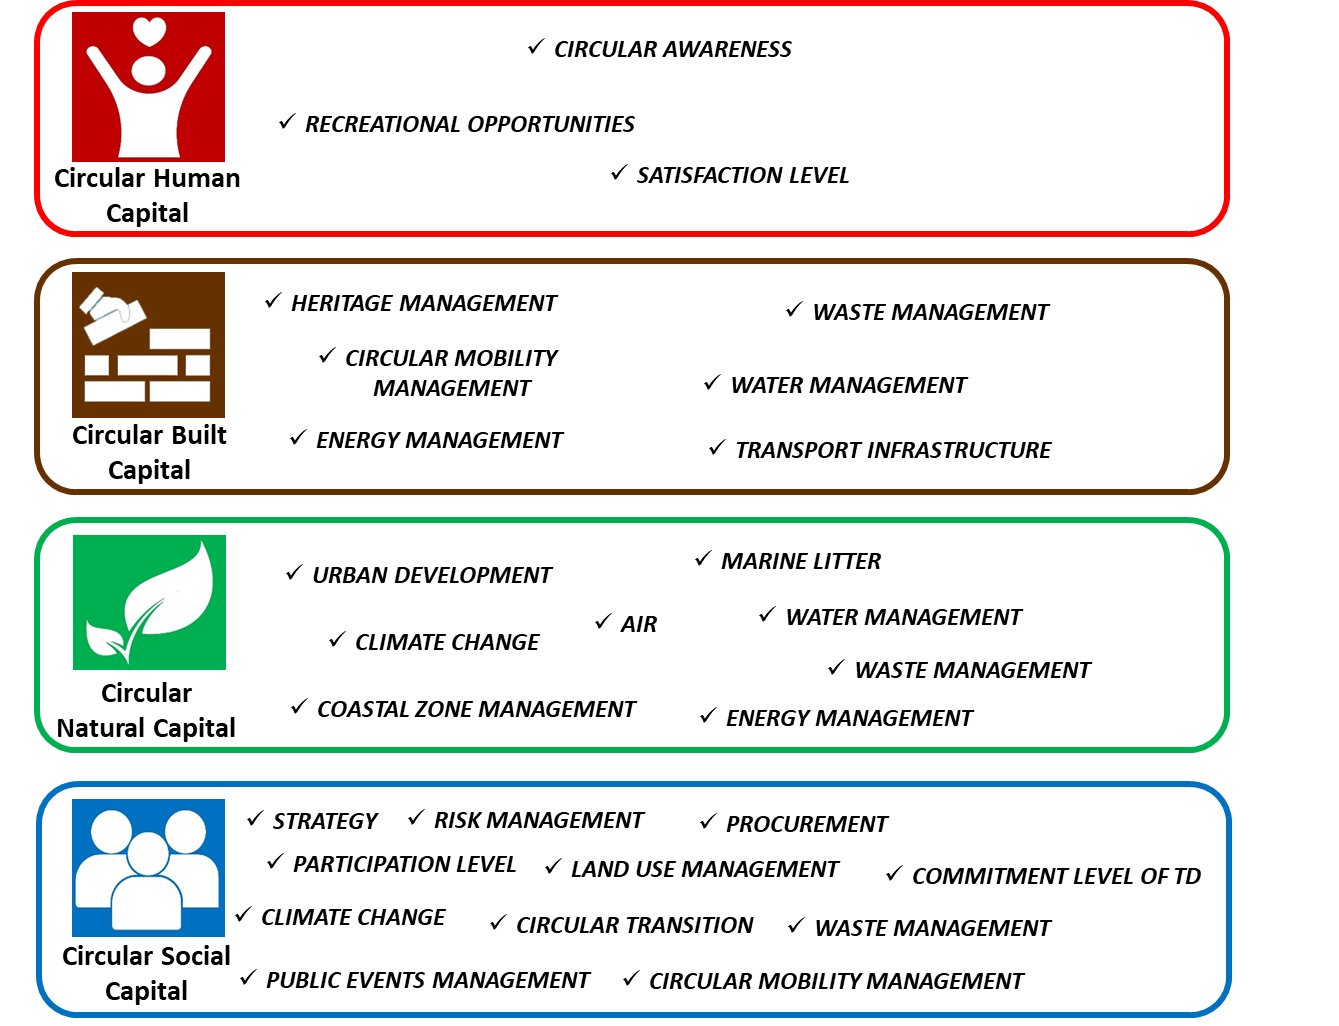 ✓ CIRCULAR AWARENESS
✓ RECREATIONAL OPPORTUNITIES
✓ SATISFACTION LEVEL
Circular Human
Capital
✓ HERITAGE MANAGEMENT
✓ WASTE MANAGEMENT
✓ CIRCULAR MOBILITY
MANAGEMENT
✓ WATER MANAGEMENT
✓ ENERGY MANAGEMENT
✓ TRANSPORT INFRASTRUCTURE
Circular Built
Capital
✓ URBAN DEVELOPMENT
✓ MARINE LITTER
✓ AIR
✓ WATER MANAGEMENT
✓ CLIMATE CHANGE
✓ WASTE MANAGEMENT
✓ COASTAL ZONE MANAGEMENT
✓ ENERGY MANAGEMENT
Circular
Natural Capital
✓ STRATEGY
✓ RISK MANAGEMENT
✓ PROCUREMENT
✓ PARTICIPATION LEVEL
✓ LAND USE MANAGEMENT
✓ COMMITMENT LEVEL OF TD
✓ CLIMATE CHANGE
✓ CIRCULAR TRANSITION
✓ WASTE MANAGEMENT
✓ PUBLIC EVENTS MANAGEMENT
✓ CIRCULAR MOBILITY MANAGEMENT
Circular Social
Capital